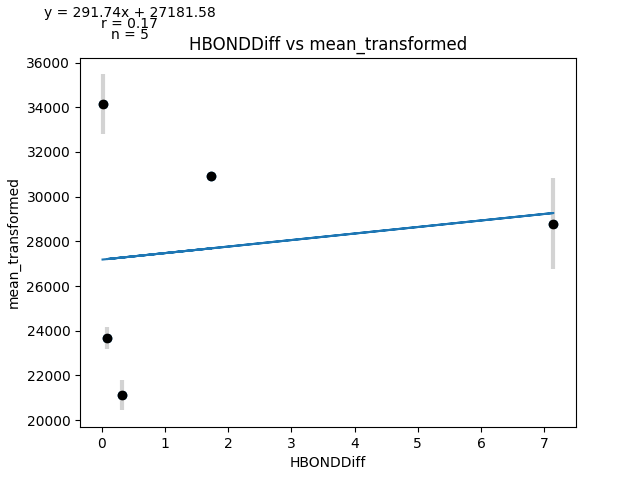 y = 291.74x + 27181.58
r = 0.17
n = 5
HBONDDiff vs mean_transformed
36000
34000
32000
30000
28000
26000
24000
22000
20000
mean_transformed
0 1 2 3 4 5 6 7
HBONDDiff